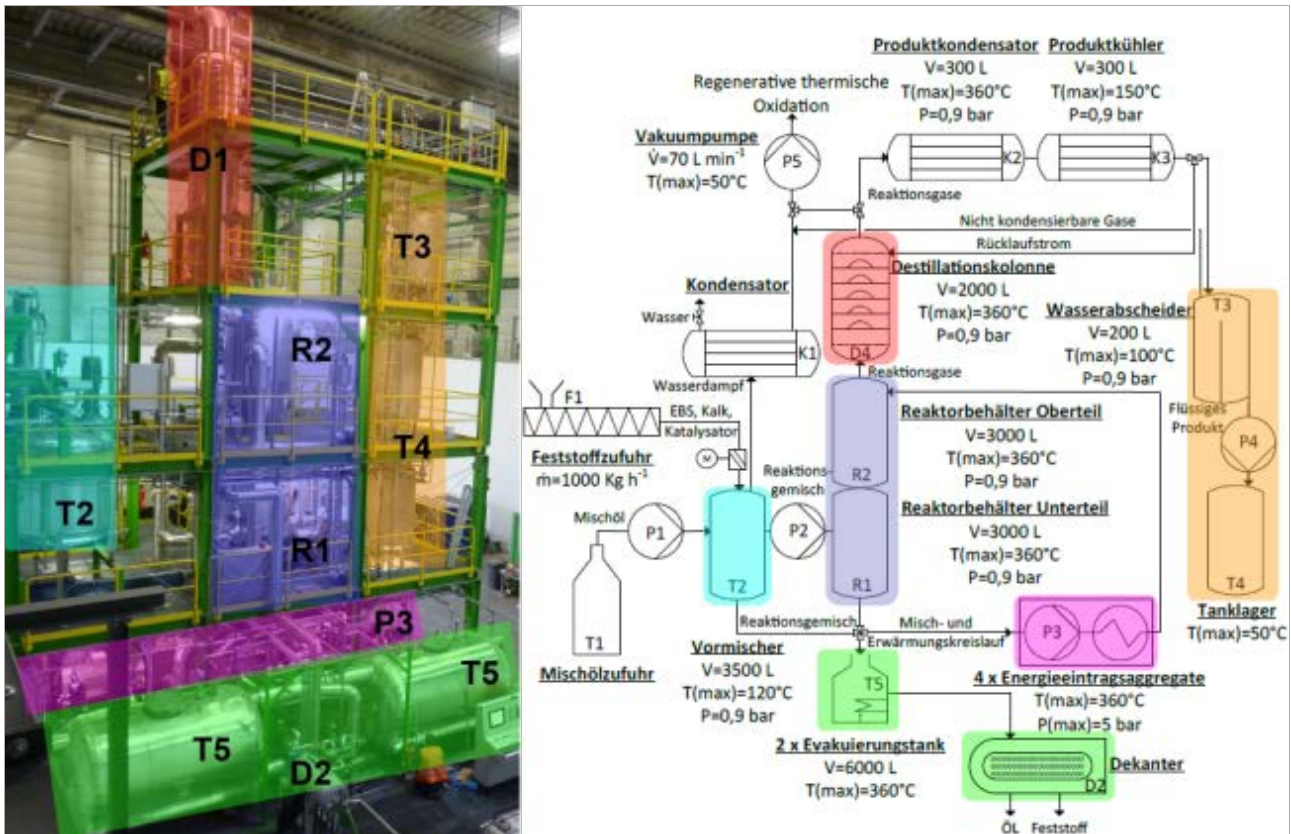 D1
T3
R2
T4
T2
R1
P3
T5
T5
D2
Produktkondensator
V=300 L
T(max)=360°C
P=0,9 bar
Produktkühler
V=300 L
T(max)=150°C
P=0,9 bar
Regenerative thermische
Oxidation
Vakuumpumpe
V̇=70 L min⁻¹
T(max)=50°C
P5
K2
K3
Reaktionsgase
Nicht kondensierbare Gase
Rücklaufstrom
Destillationskolonne
V=2000 L
T(max)=360°C
P=0,9 bar
D4
Reaktionsgase
Kondensator
Wasser
K1
Wasserdampf
Wasserabscheider
V=200 L
T(max)=100°C
P=0,9 bar
T3
Flüssiges
Produkt
P4
T4
Tanklager
T(max)=50°C
F1
EBS, Kalk,
Katalysator
Feststoffzufuhr
ṁ=1000 Kg h⁻¹
M
Reaktions
gemisch
R2
Reaktorbehälter Oberteil
V=3000 L
T(max)=360°C
P=0,9 bar
Reaktorbehälter Unterteil
V=3000 L
T(max)=360°C
P=0,9 bar
R1
Mischöl
P1
T2
P2
T1
Mischölzufuhr
Reaktionsgemisch
Vormischer
V=3500 L
T(max)=120°C
P=0,9 bar
Misch- und
Erwärmungskreislauf
P3
4 x Energieeintragsaggregate
T(max)=360°C
P(max)=5 bar
T5
2 x Evakuierungstank
V=6000 L
T(max)=360°C
Dekanter
D2
ÖL
Feststoff